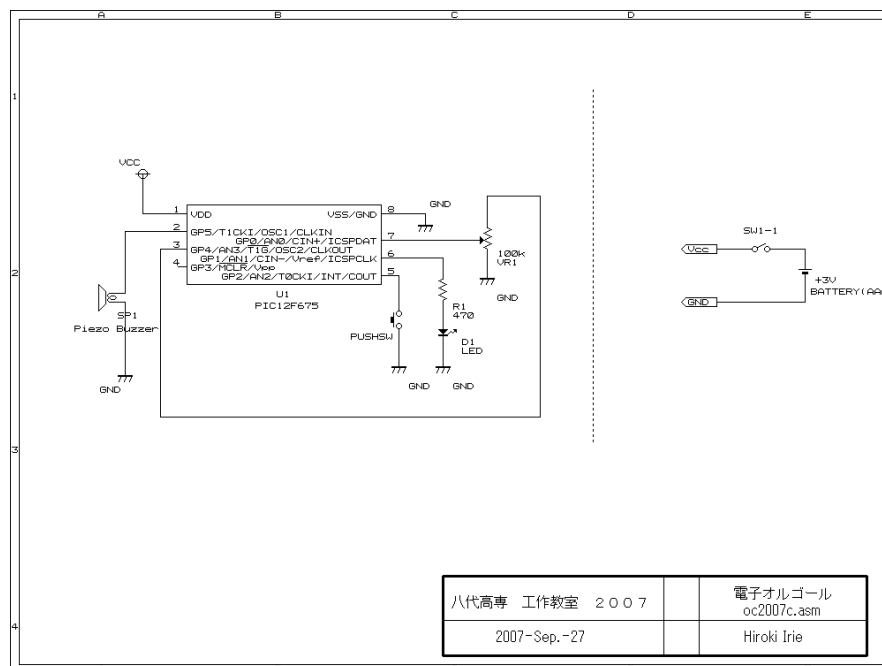 A B C D E
1
2
3
4
VCC
1 VDD
2 GP5/T1CKI/OSC1/CLKIN
3 GP4/AN3/T1G/OSC2/CLKOUT
4 GP3/MCLR/Vpp
VSS/GND 8
GP0/AN0/CIN+/ICSPDAT 7
GP1/AN1/CIN-/Vref/ICSPCLK 6
GP2/AN2/T0CKI/INT/COUT 5
U1
PIC12F675
GND
100k
VR1
GND
R1
470
D1
LED
PUSHSW
GND GND
SP1
Piezo Buzzer
GND
SW1-1
Vcc
GND
+3V
BATTERY(AA
八代高専 工作教室 2007
電子オルゴール
oc2007c.asm
2007-Sep.-27
Hiroki Irie